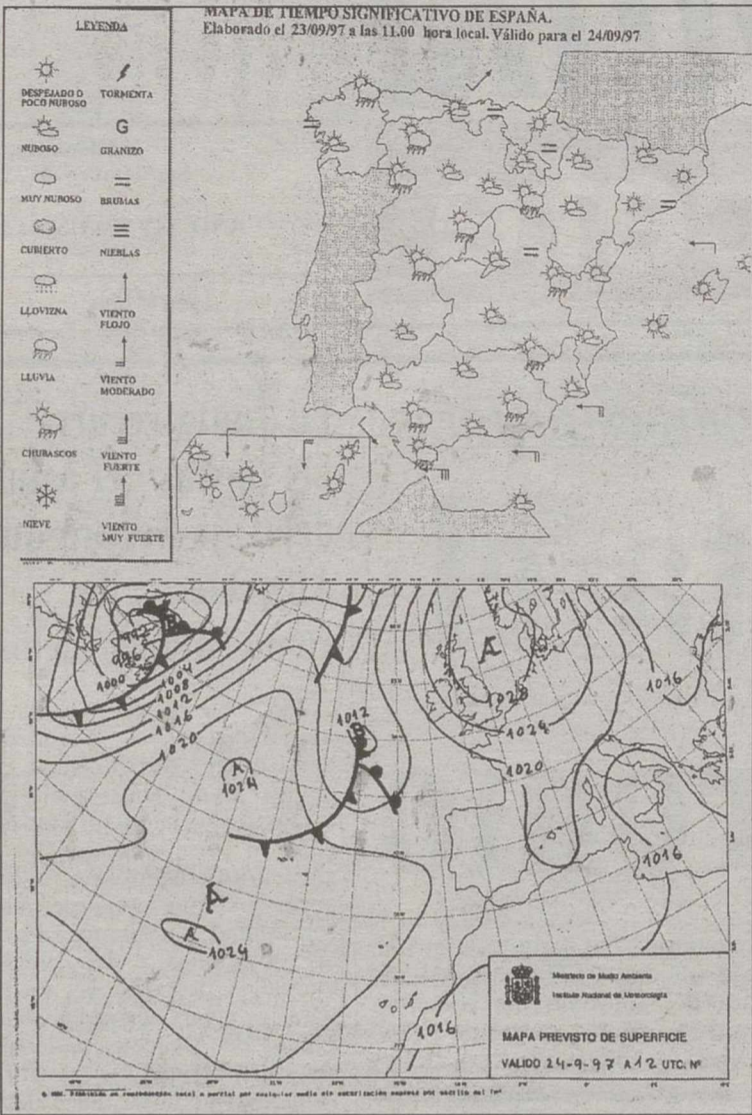 MAPA DE TIEMPO SIGNIFICATIVO DE ESPAÑA.
Elaborado el 23/09/97 a las 11.00 hora local. Válido para el 24/09/97
LEYENDA
DESPEJADO O
POCO NUBOSO
TORMENTA
NUBOSO
G
GRANIZO
MUY NUBOSO
BRUMAS
CUBIERTO
NIEBLAS
LLOVIZNA
VIENTO
FLOJO
LLUVIA
VIENTO
MODERADO
CHUBASCOS
VIENTO
FUERTE
NIEVE
VIENTO
MUY FUERTE
B
992
996
1000
1004
1008
1012
1016
1020
A
1024
1012
B
A
1028
1024
1020
1016
1016
A
A
1024
1016
Ministerio de Medio Ambiente
Instituto Nacional de Meteorología
MAPA PREVISTO DE SUPERFICIE
VALIDO 24-9-97 A 12 UTC. Nº